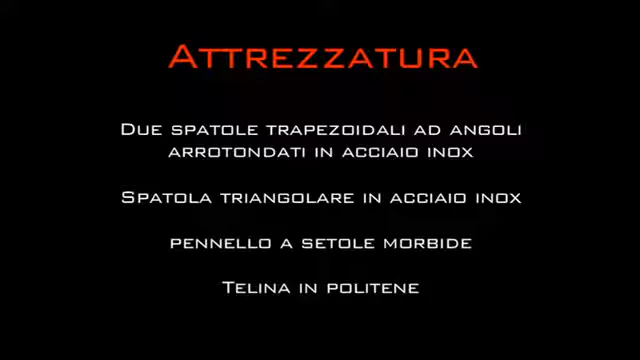 Attrezzatura
Due spatole trapezoidali ad angoli
arrotondati in acciaio inox
Spatola triangolare in acciaio inox
pennello a setole morbide
Telina in politene